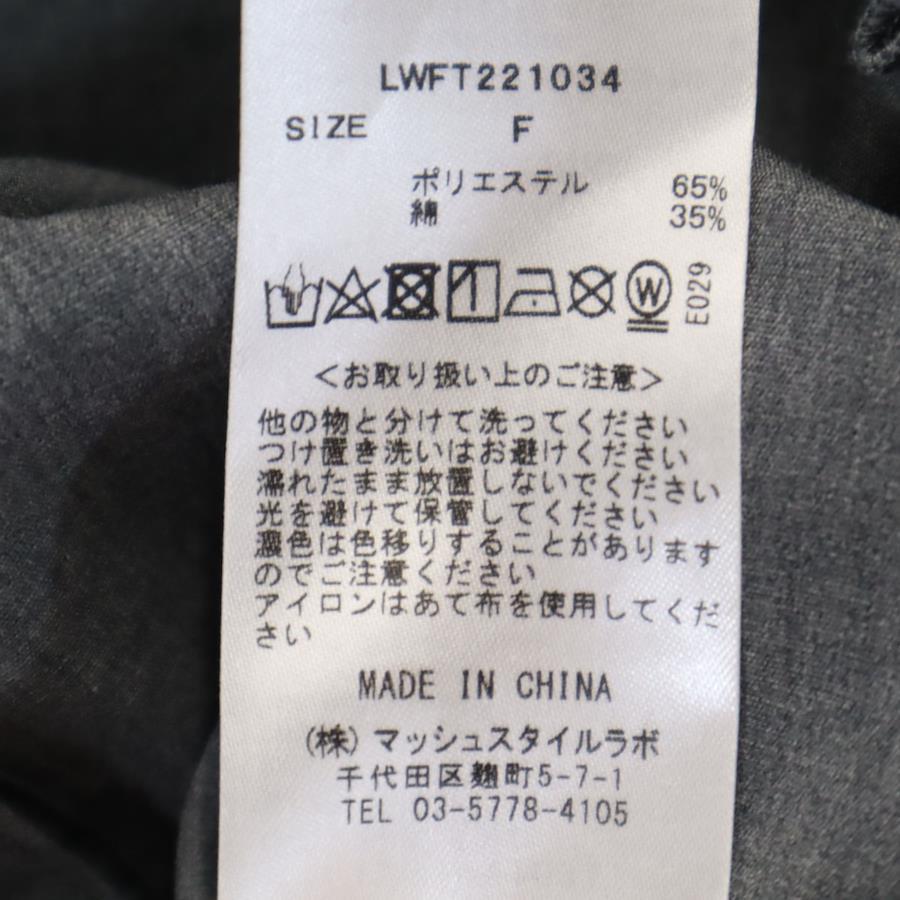 LWFT221034
SIZE F
ポリエステル 65%
綿 35%
W E029
<お取り扱い上のご注意>
他の物と分けて洗ってください
つけ置き洗いはお避けください
濡れたまま放置しないでください
光を避けて保管してください
濃色は色移りすることがあります
のでご注意ください
アイロンはあて布を使用してくだ
さい
MADE IN CHINA
(株)マッシュスタイルラボ
千代田区麹町5-7-1
TEL 03-5778-4105